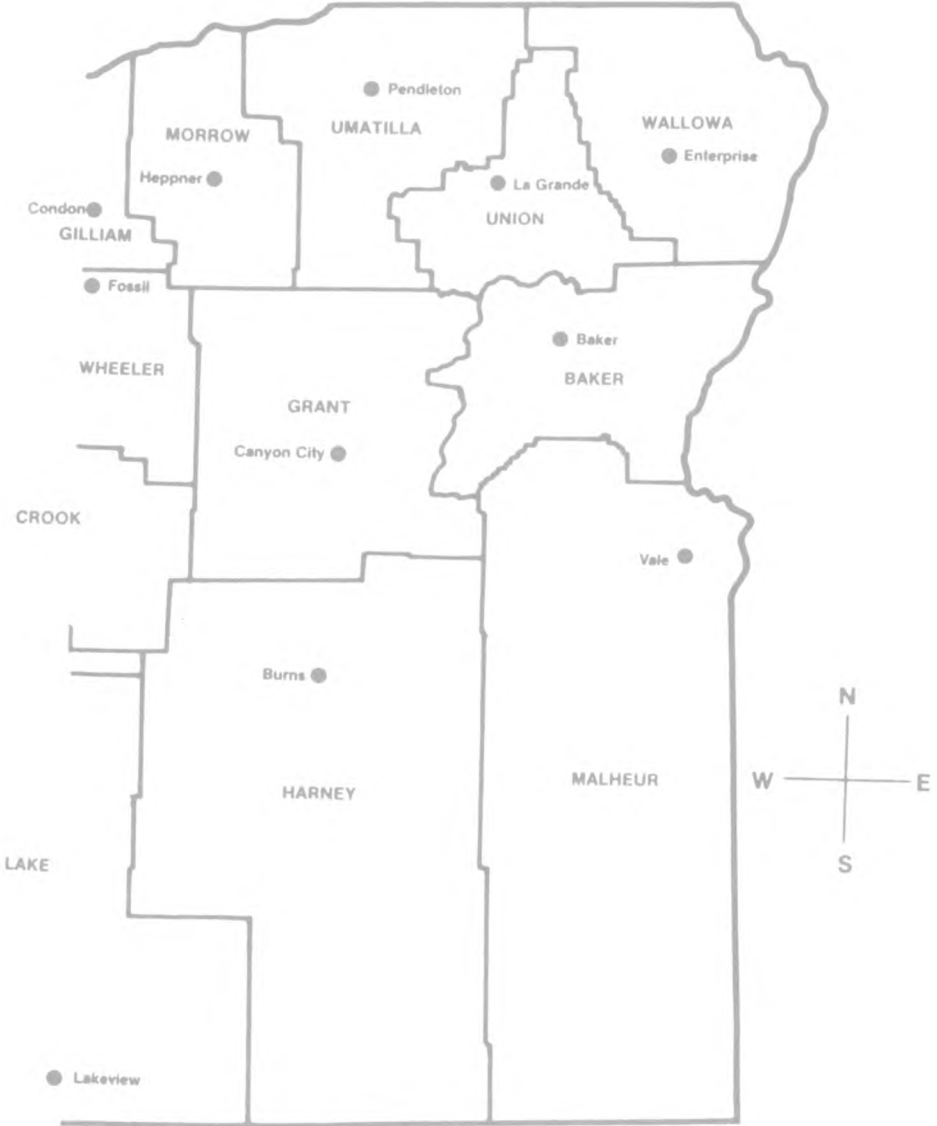 Pendleton
UMATILLA
WALLOWA
MORROW
Enterprise
Heppner
La Grande
Condon
UNION
GILLIAM
Fossil
Baker
WHEELER
BAKER
GRANT
Canyon City
CROOK
Vale
Burns
N
MALHEUR
W
E
HARNEY
S
LAKE
Lakeview